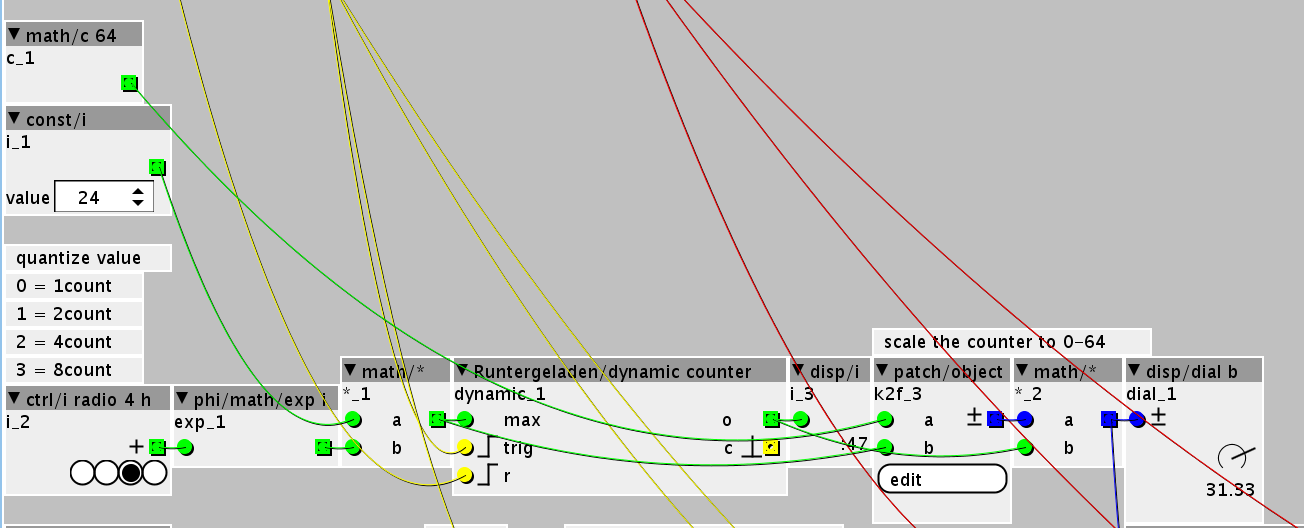 math/c 64
c_1
const/i
i_1
value 24
quantize value
0 = 1count
1 = 2count
2 = 4count
3 = 8count
scale the counter to 0-64
ctrl/i radio 4 h
i_2
+
phi/math/exp i
exp_1
math/*
*_1
a
b
Runtergeladen/dynamic counter
dynamic_1
max o
trig c
r
disp/i
i_3
:47
patch/object
k2f_3
a ±
b
edit
math/*
*_2
a
b
disp/dial b
dial_1
±
31.33